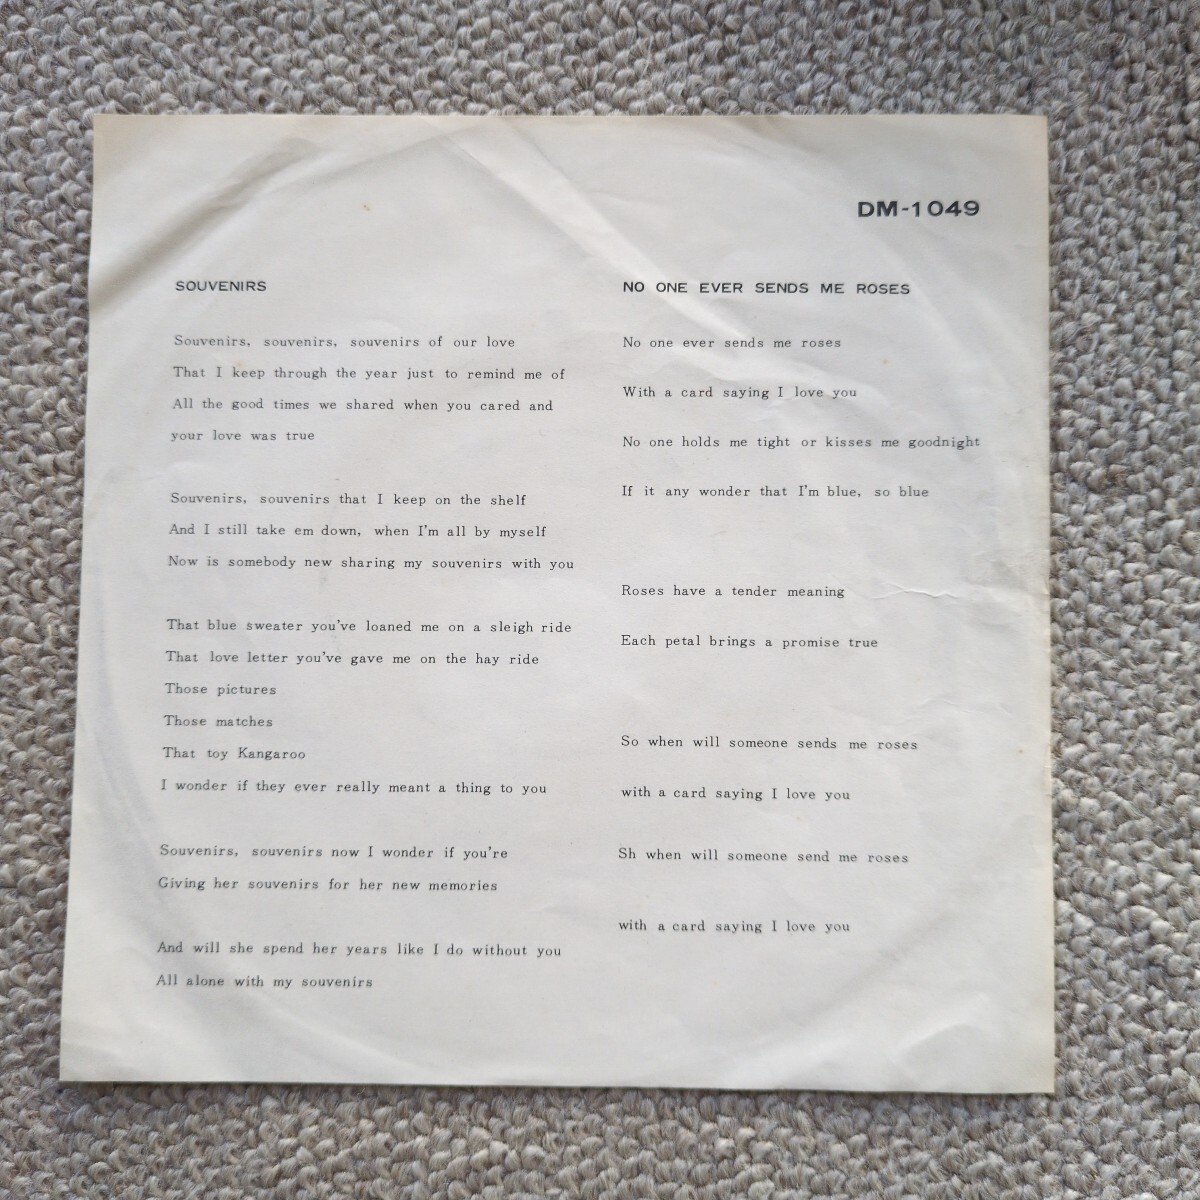 DM-1049
SOUVENIRS
Souvenirs, souvenirs, souvenirs of our love
That I keep through the year just to remind me of
All the good times we shared when you cared and
your love was true
Souvenirs, souvenirs that I keep on the shelf
And I still take em down, when I'm all by myself
Now is somebody new sharing my souvenirs with you
That blue sweater you've loaned me on a sleigh ride
That love letter you've gave me on the hay ride
Those pictures
Those matches
That toy Kangaroo
I wonder if they ever really meant a thing to you
Souvenirs, souvenirs now I wonder if you're
Giving her souvenirs for her new memories
And will she spend her years like I do without you
All alone with my souvenirs
NO ONE EVER SENDS ME ROSES
No one ever sends me roses
With a card saying I love you
No one holds me tight or kisses me goodnight
If it any wonder that I'm blue, so blue
Roses have a tender meaning
Each petal brings a promise true
So when will someone sends me roses
with a card saying I love you
Sh when will someone send me roses
with a card saying I love you